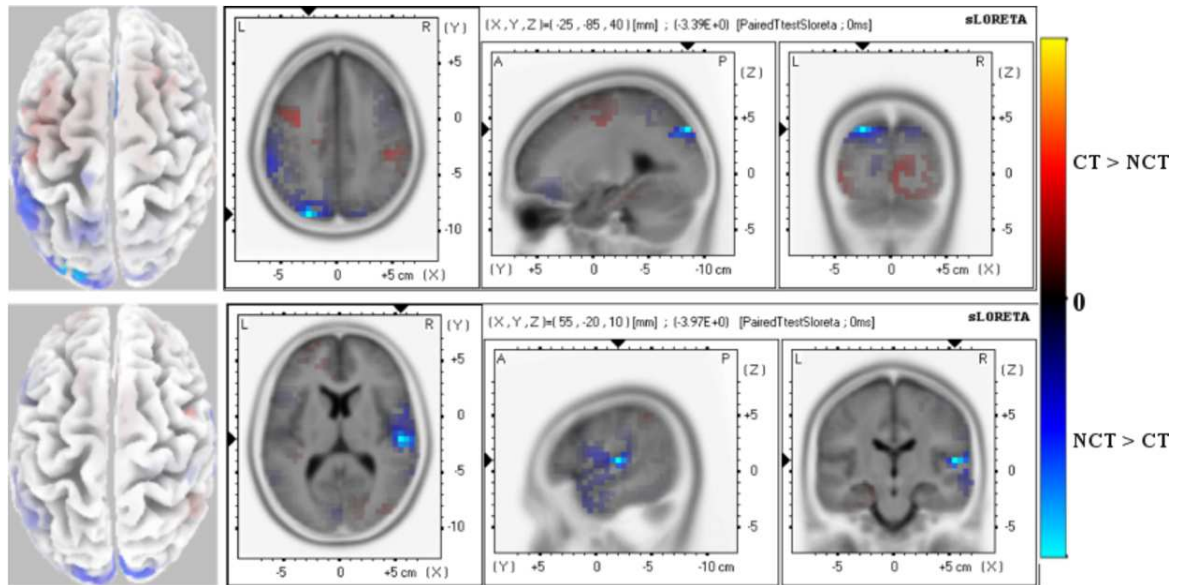 L R (Y)
+5
0
-5
-10
-5 0 +5 cm (X)
(X,Y,Z)=(-25, -85, 40)[mm] ; (-3.39E+0) [PairedTtestSloreta ; 0ms] sLORETA
A P (Z)
+5
0
-5
(Y) +5 0 -5 -10 cm
L R (Z)
+5
0
-5
-5 0 +5 cm (X)
L R (Y)
+5
0
-5
-10
-5 0 +5 cm (X)
(X,Y,Z)=( 55, -20, 10)[mm] ; (-3.97E+0) [PairedTtestSloreta ; 0ms] sLORETA
A P (Z)
+5
0
-5
(Y) +5 0 -5 -10 cm
L R (Z)
+5
0
-5
-5 0 +5 cm (X)
CT > NCT
0
NCT > CT